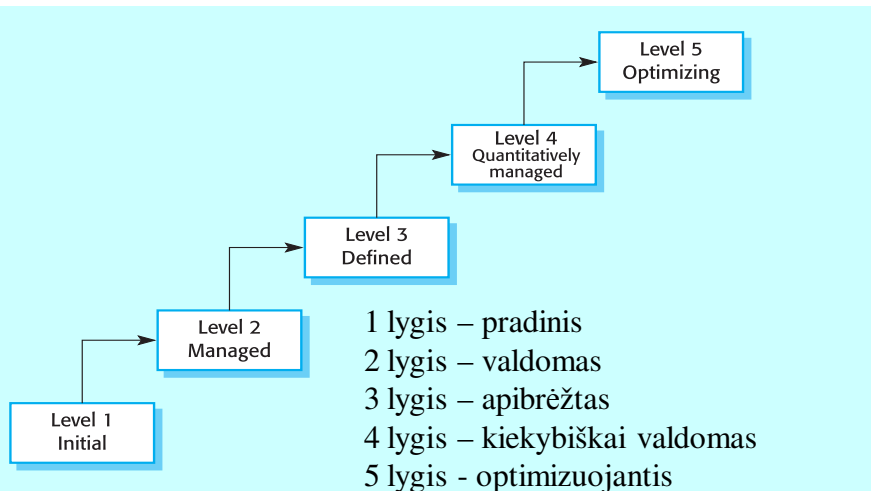 Level 5
Optimizing
Level 4
Quantitatively
managed
Level 3
Defined
Level 2
Managed
Level 1
Initial
1 lygis – pradinis
2 lygis – valdomas
3 lygis – apibrėžtas
4 lygis – kiekybiškai valdomas
5 lygis - optimizuojantis